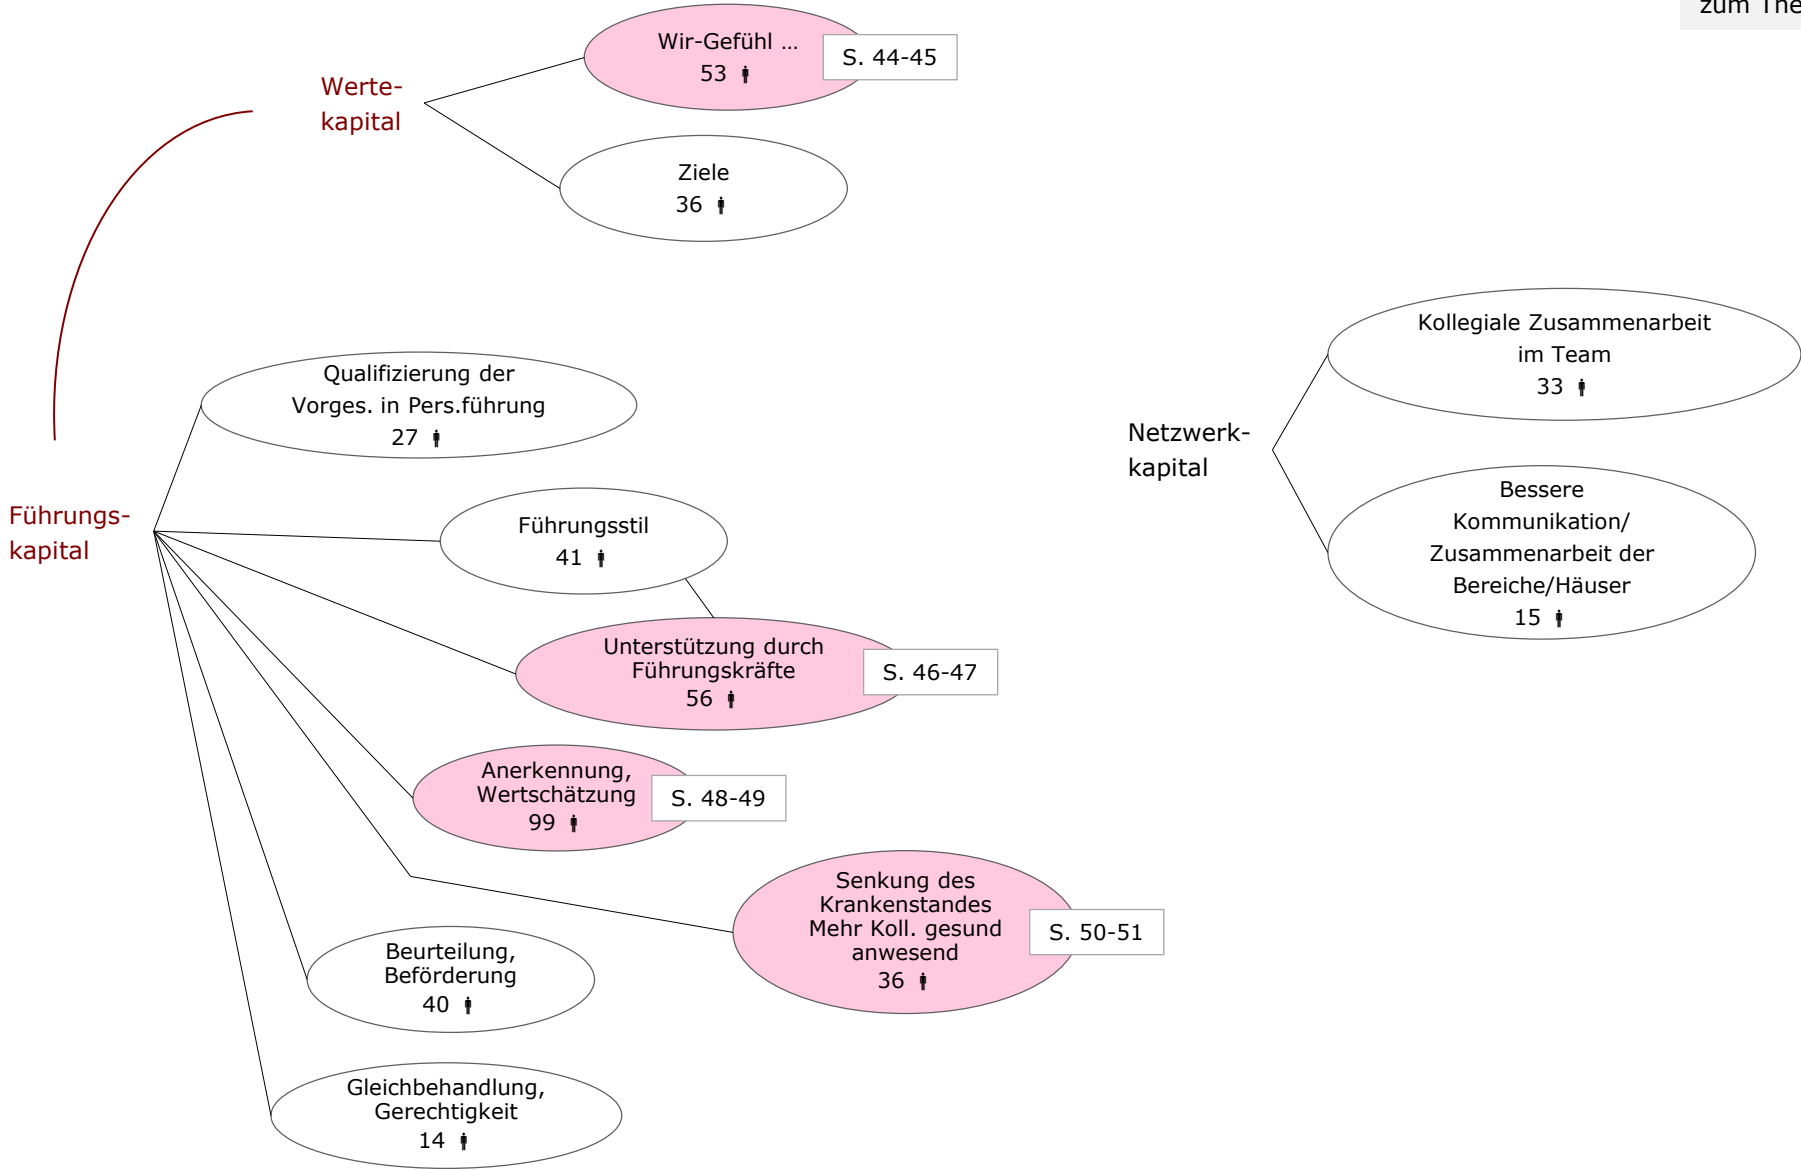 zum The
Wir-Gefühl ...
53
S. 44-45
Werte-
kapital
Ziele
36
Kollegiale Zusammenarbeit
im Team
33
Qualifizierung der
Vorges. in Pers.führung
27
Netzwerk-
kapital
Bessere
Kommunikation/
Zusammenarbeit der
Bereiche/Häuser
15
Führungs-
kapital
Führungsstil
41
Unterstützung durch
Führungskräfte
56
S. 46-47
Anerkennung,
Wertschätzung
99
S. 48-49
Senkung des
Krankenstandes
Mehr Koll. gesund
anwesend
36
S. 50-51
Beurteilung,
Beförderung
40
Gleichbehandlung,
Gerechtigkeit
14